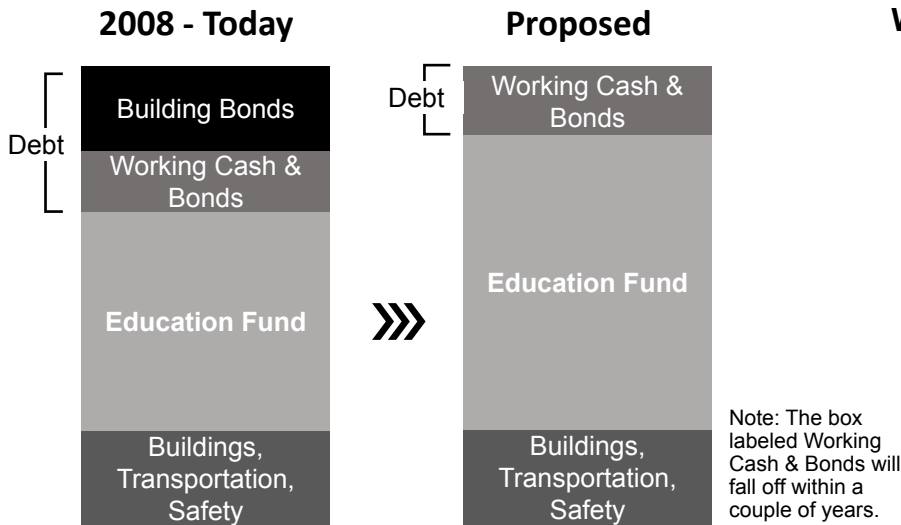 2008 - Today
Debt
Building Bonds
Working Cash &
Bonds
Education Fund
Buildings,
Transportation,
Safety
Proposed
Debt
Working Cash &
Bonds
Education Fund
Buildings,
Transportation,
Safety
Note: The box
labeled Working
Cash & Bonds will
fall off within a
couple of years.